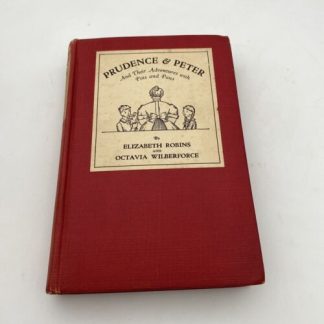 PRUDENCE & PETER
And Their Adventures with
Pots and Pans
By
ELIZABETH ROBINS
AND
OCTAVIA WILBERFORCE